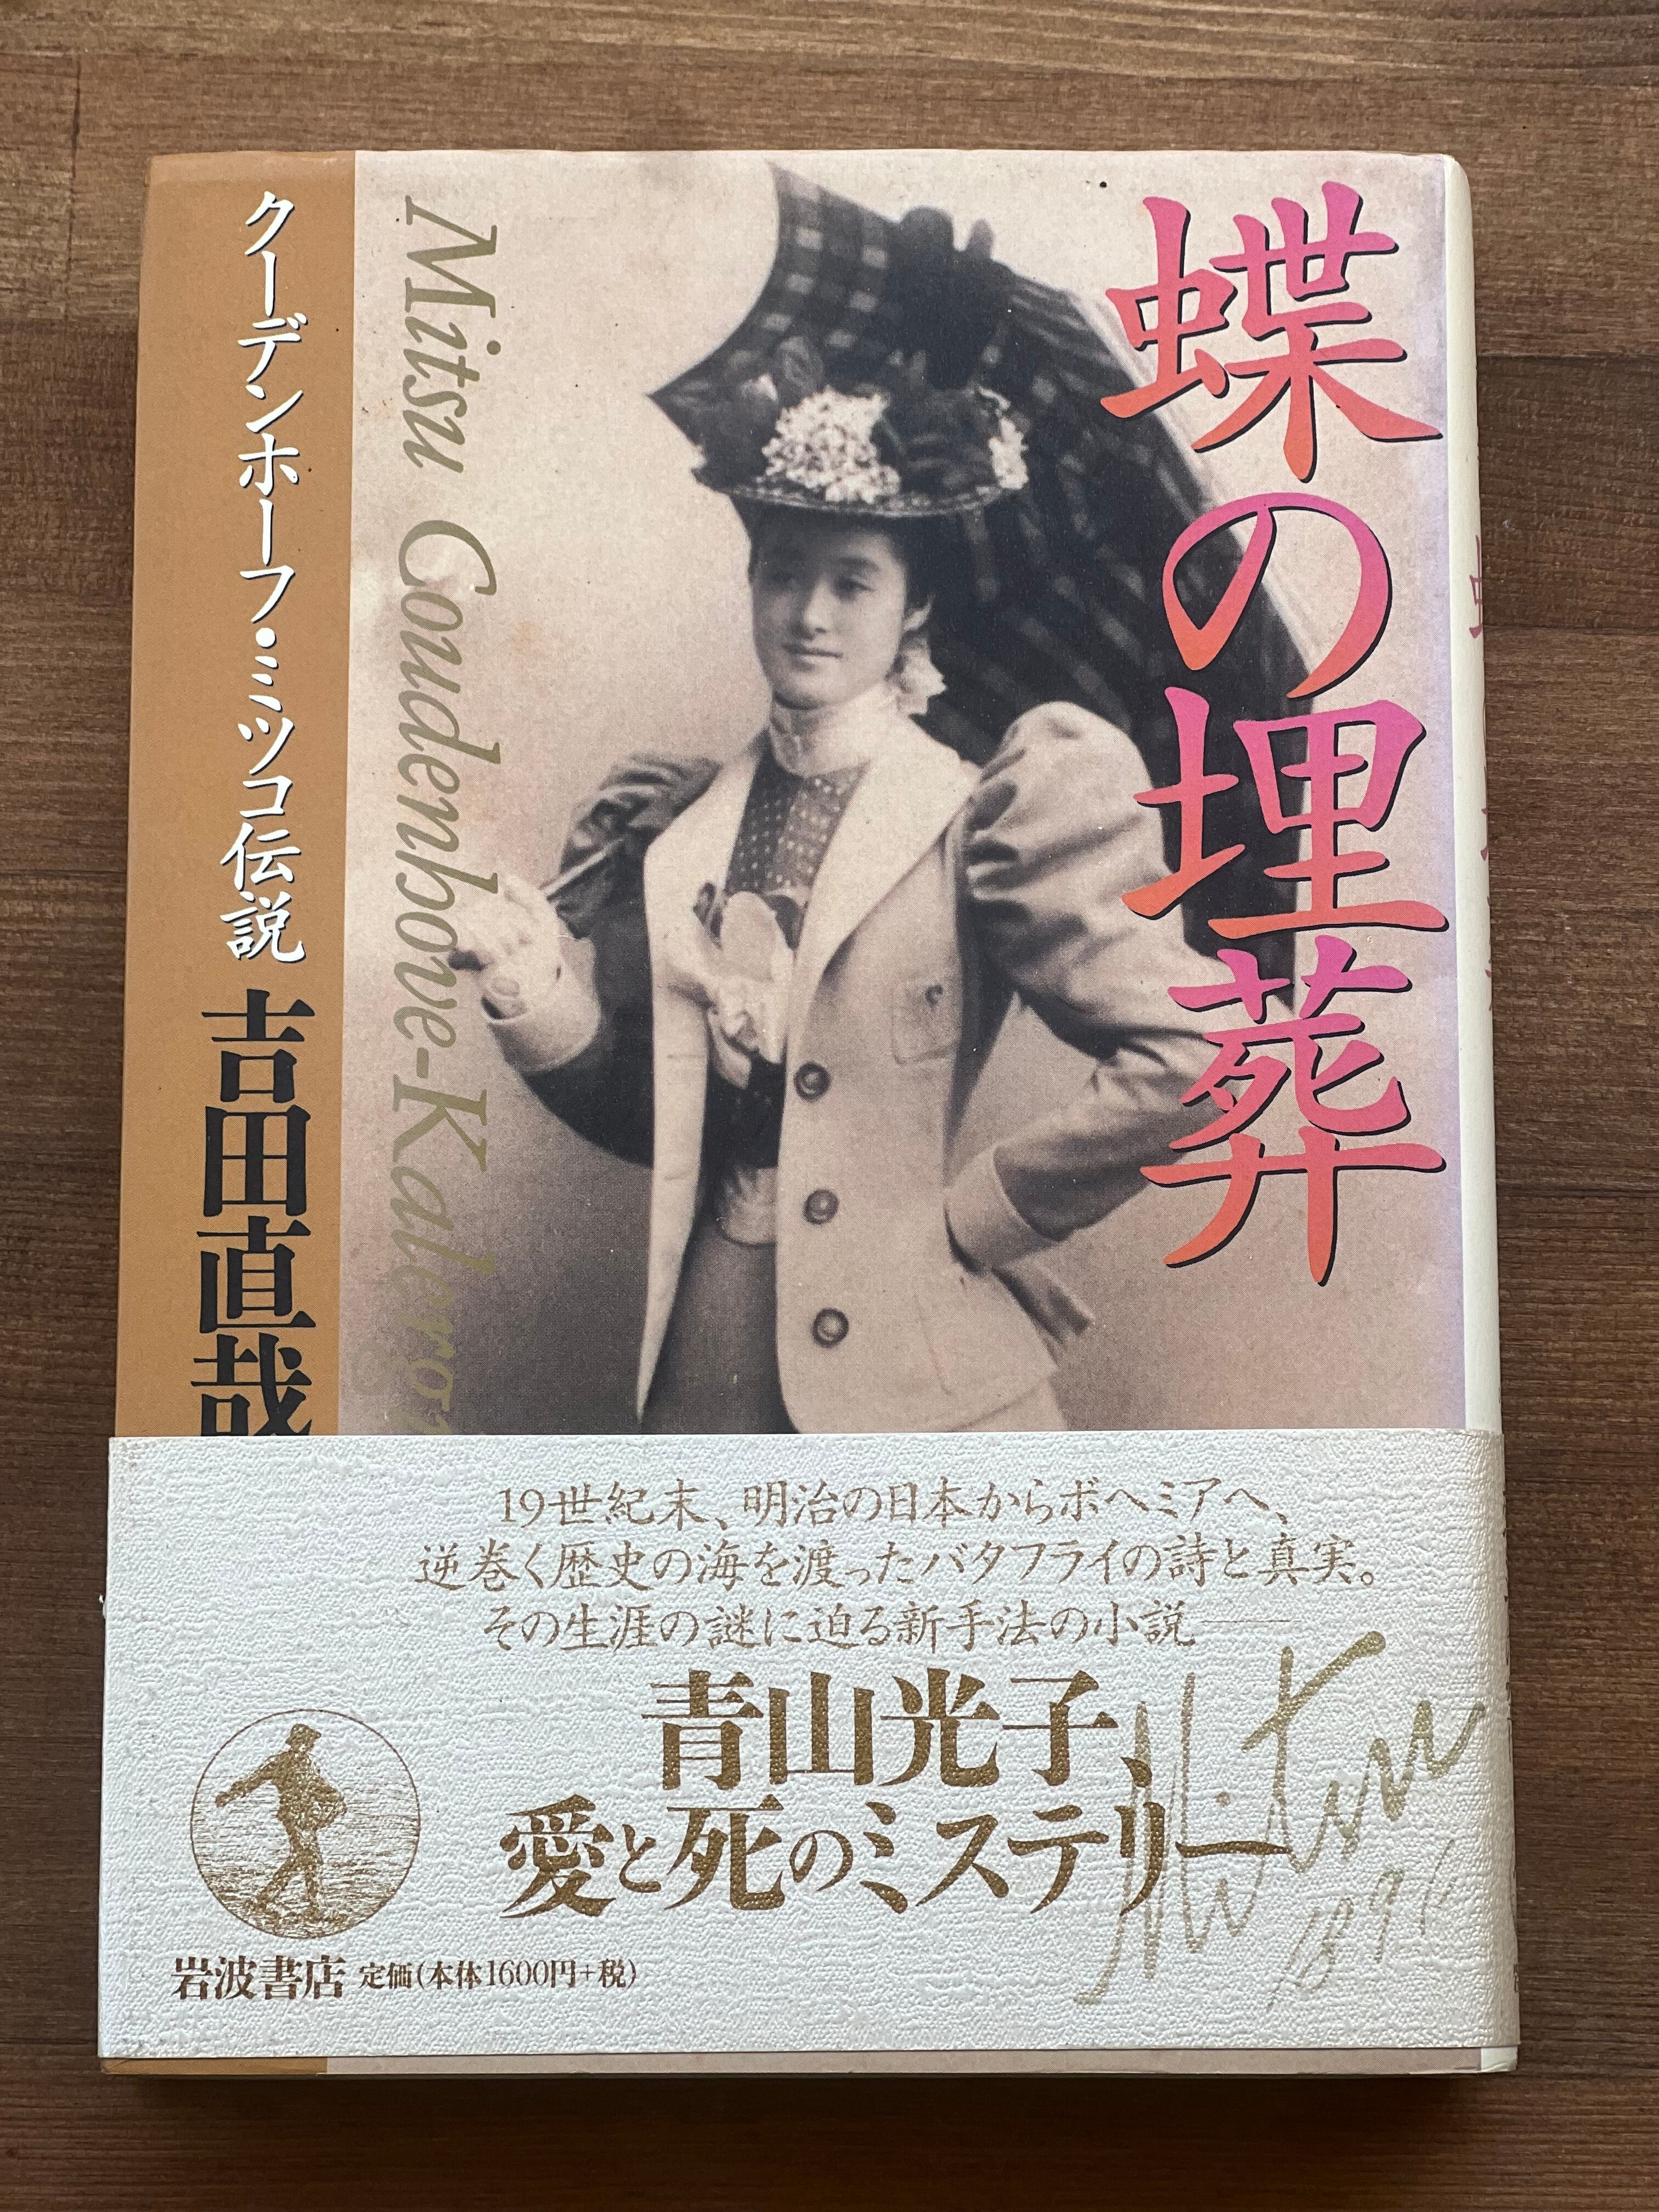 蝶の埋葬
Mitsu Coudenhove-Kalerg
クーデンホーフ・ミツコ伝説
吉田直哉
19世紀末、明治の日本からボヘミアへ、
逆巻く歴史の海を渡ったバタフライの詩と真実。
その生涯の謎に迫る新手法の小説――
青山光子、
愛と死のミステリー
Mitsu
岩波書店 定価(本体1600円+税)